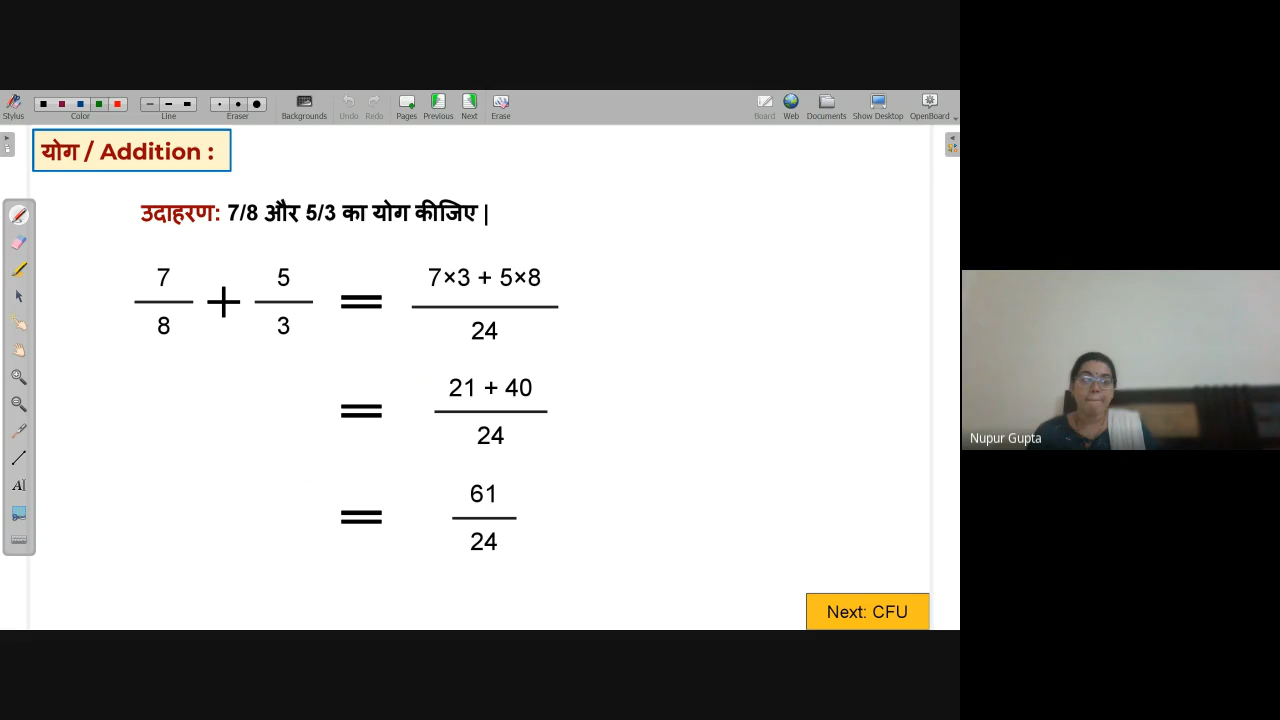 Stylus Color Line Eraser Backgrounds Undo Redo Pages Previous Next Erase Board Web Documents Show Desktop OpenBoard
योग / Addition :
उदाहरण: 7/8 और 5/3 का योग कीजिए |
7/8 + 5/3 = (7×3 + 5×8)/24
= (21 + 40)/24
= 61/24
Nupur Gupta
Next: CFU